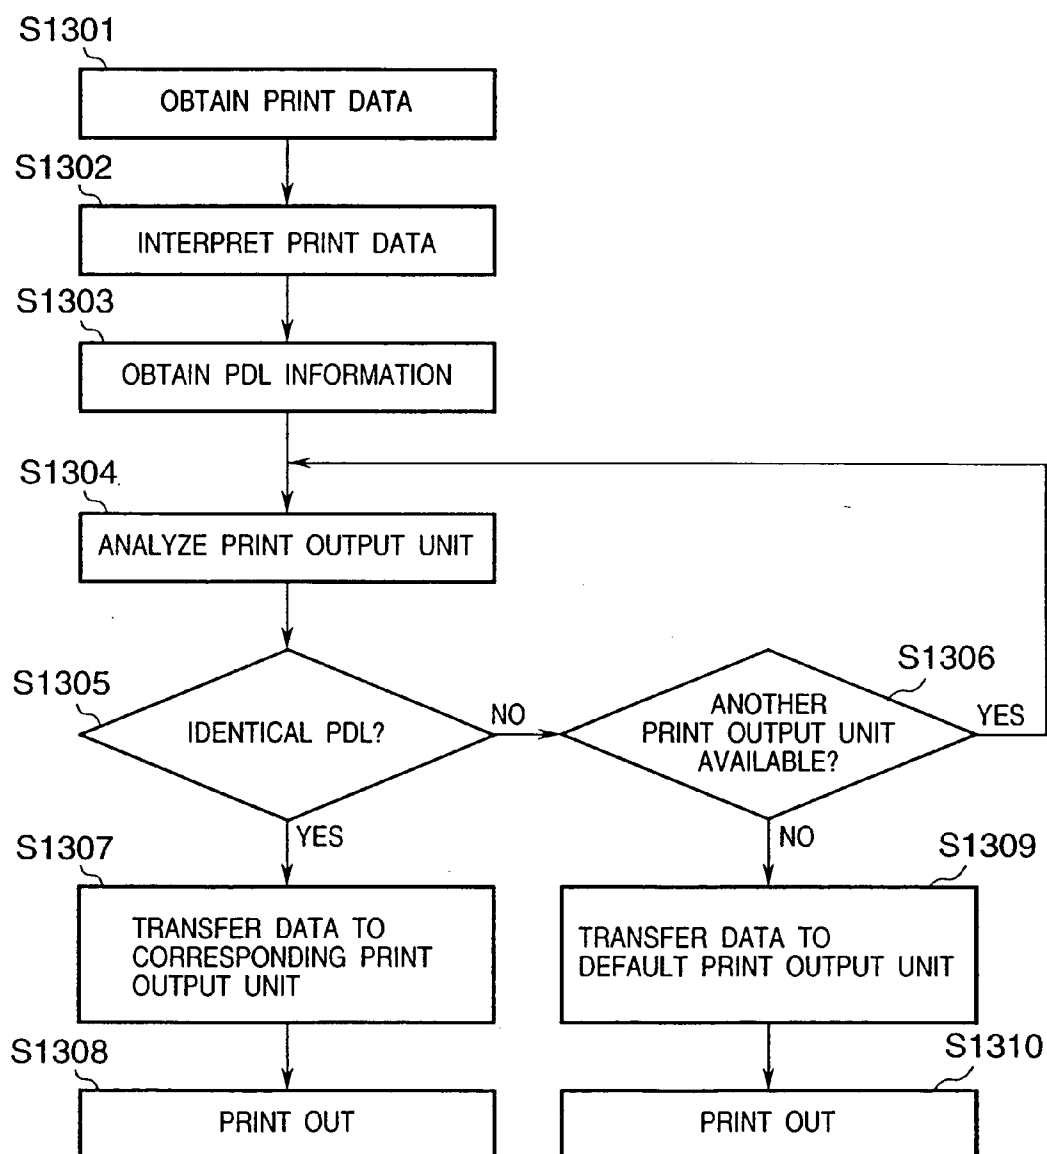 S1301
OBTAIN PRINT DATA
S1302
INTERPRET PRINT DATA
S1303
OBTAIN PDL INFORMATION
S1304
ANALYZE PRINT OUTPUT UNIT
S1305
IDENTICAL PDL?
NO
S1306
ANOTHER
PRINT OUTPUT UNIT
AVAILABLE?
YES
YES
NO
S1307
TRANSFER DATA TO
CORRESPONDING PRINT
OUTPUT UNIT
S1309
TRANSFER DATA TO
DEFAULT PRINT OUTPUT UNIT
S1308
PRINT OUT
S1310
PRINT OUT